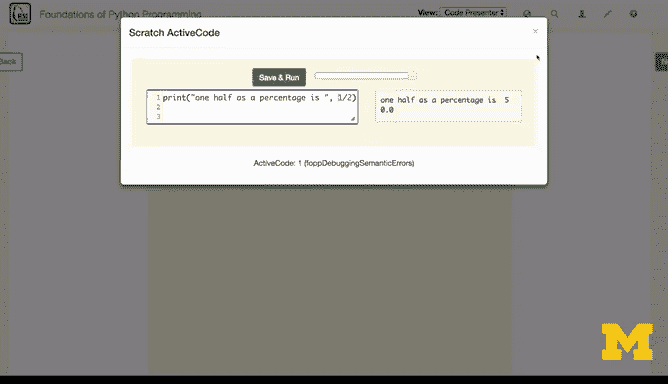 Foundations of Python Programming
View: Code Presenter
Back
Scratch ActiveCode
×
Save & Run
1 print("one half as a percentage is ", 1/2)
2
3
one half as a percentage is 5
0.0
ActiveCode: 1 (foppDebuggingSemanticErrors)
M